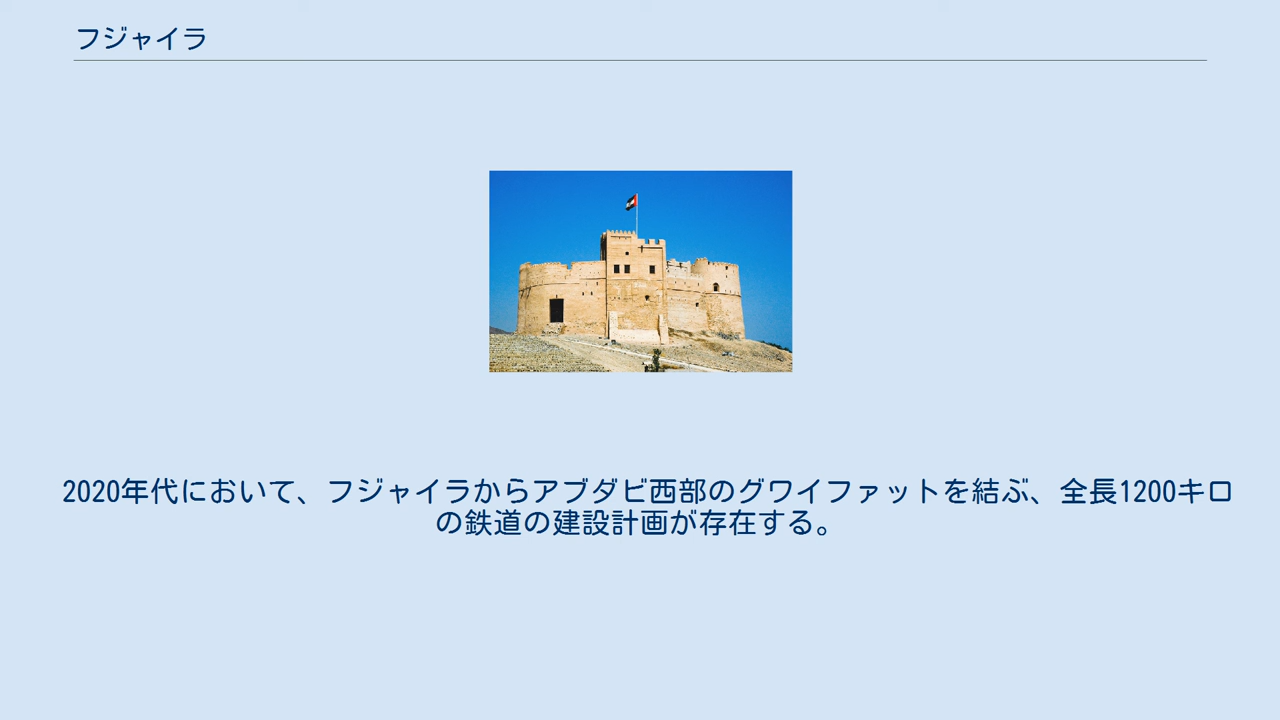 フジャイラ
2020年代において、フジャイラからアブダビ西部のグワイファットを結ぶ、全長1200キロ
の鉄道の建設計画が存在する。